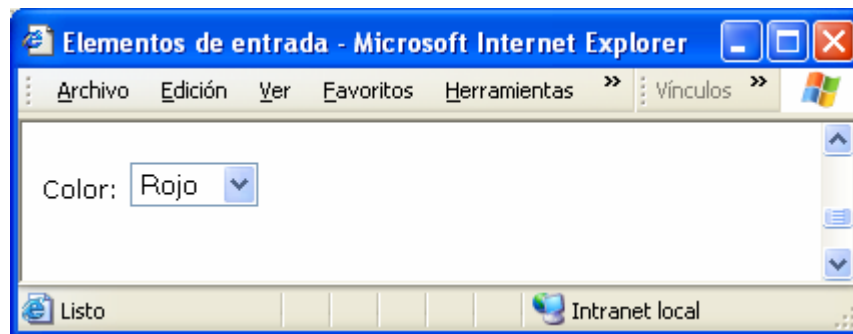 Elementos de entrada - Microsoft Internet Explorer
Archivo Edición Ver Favoritos Herramientas » Vínculos »
Color: Rojo
Listo Intranet local